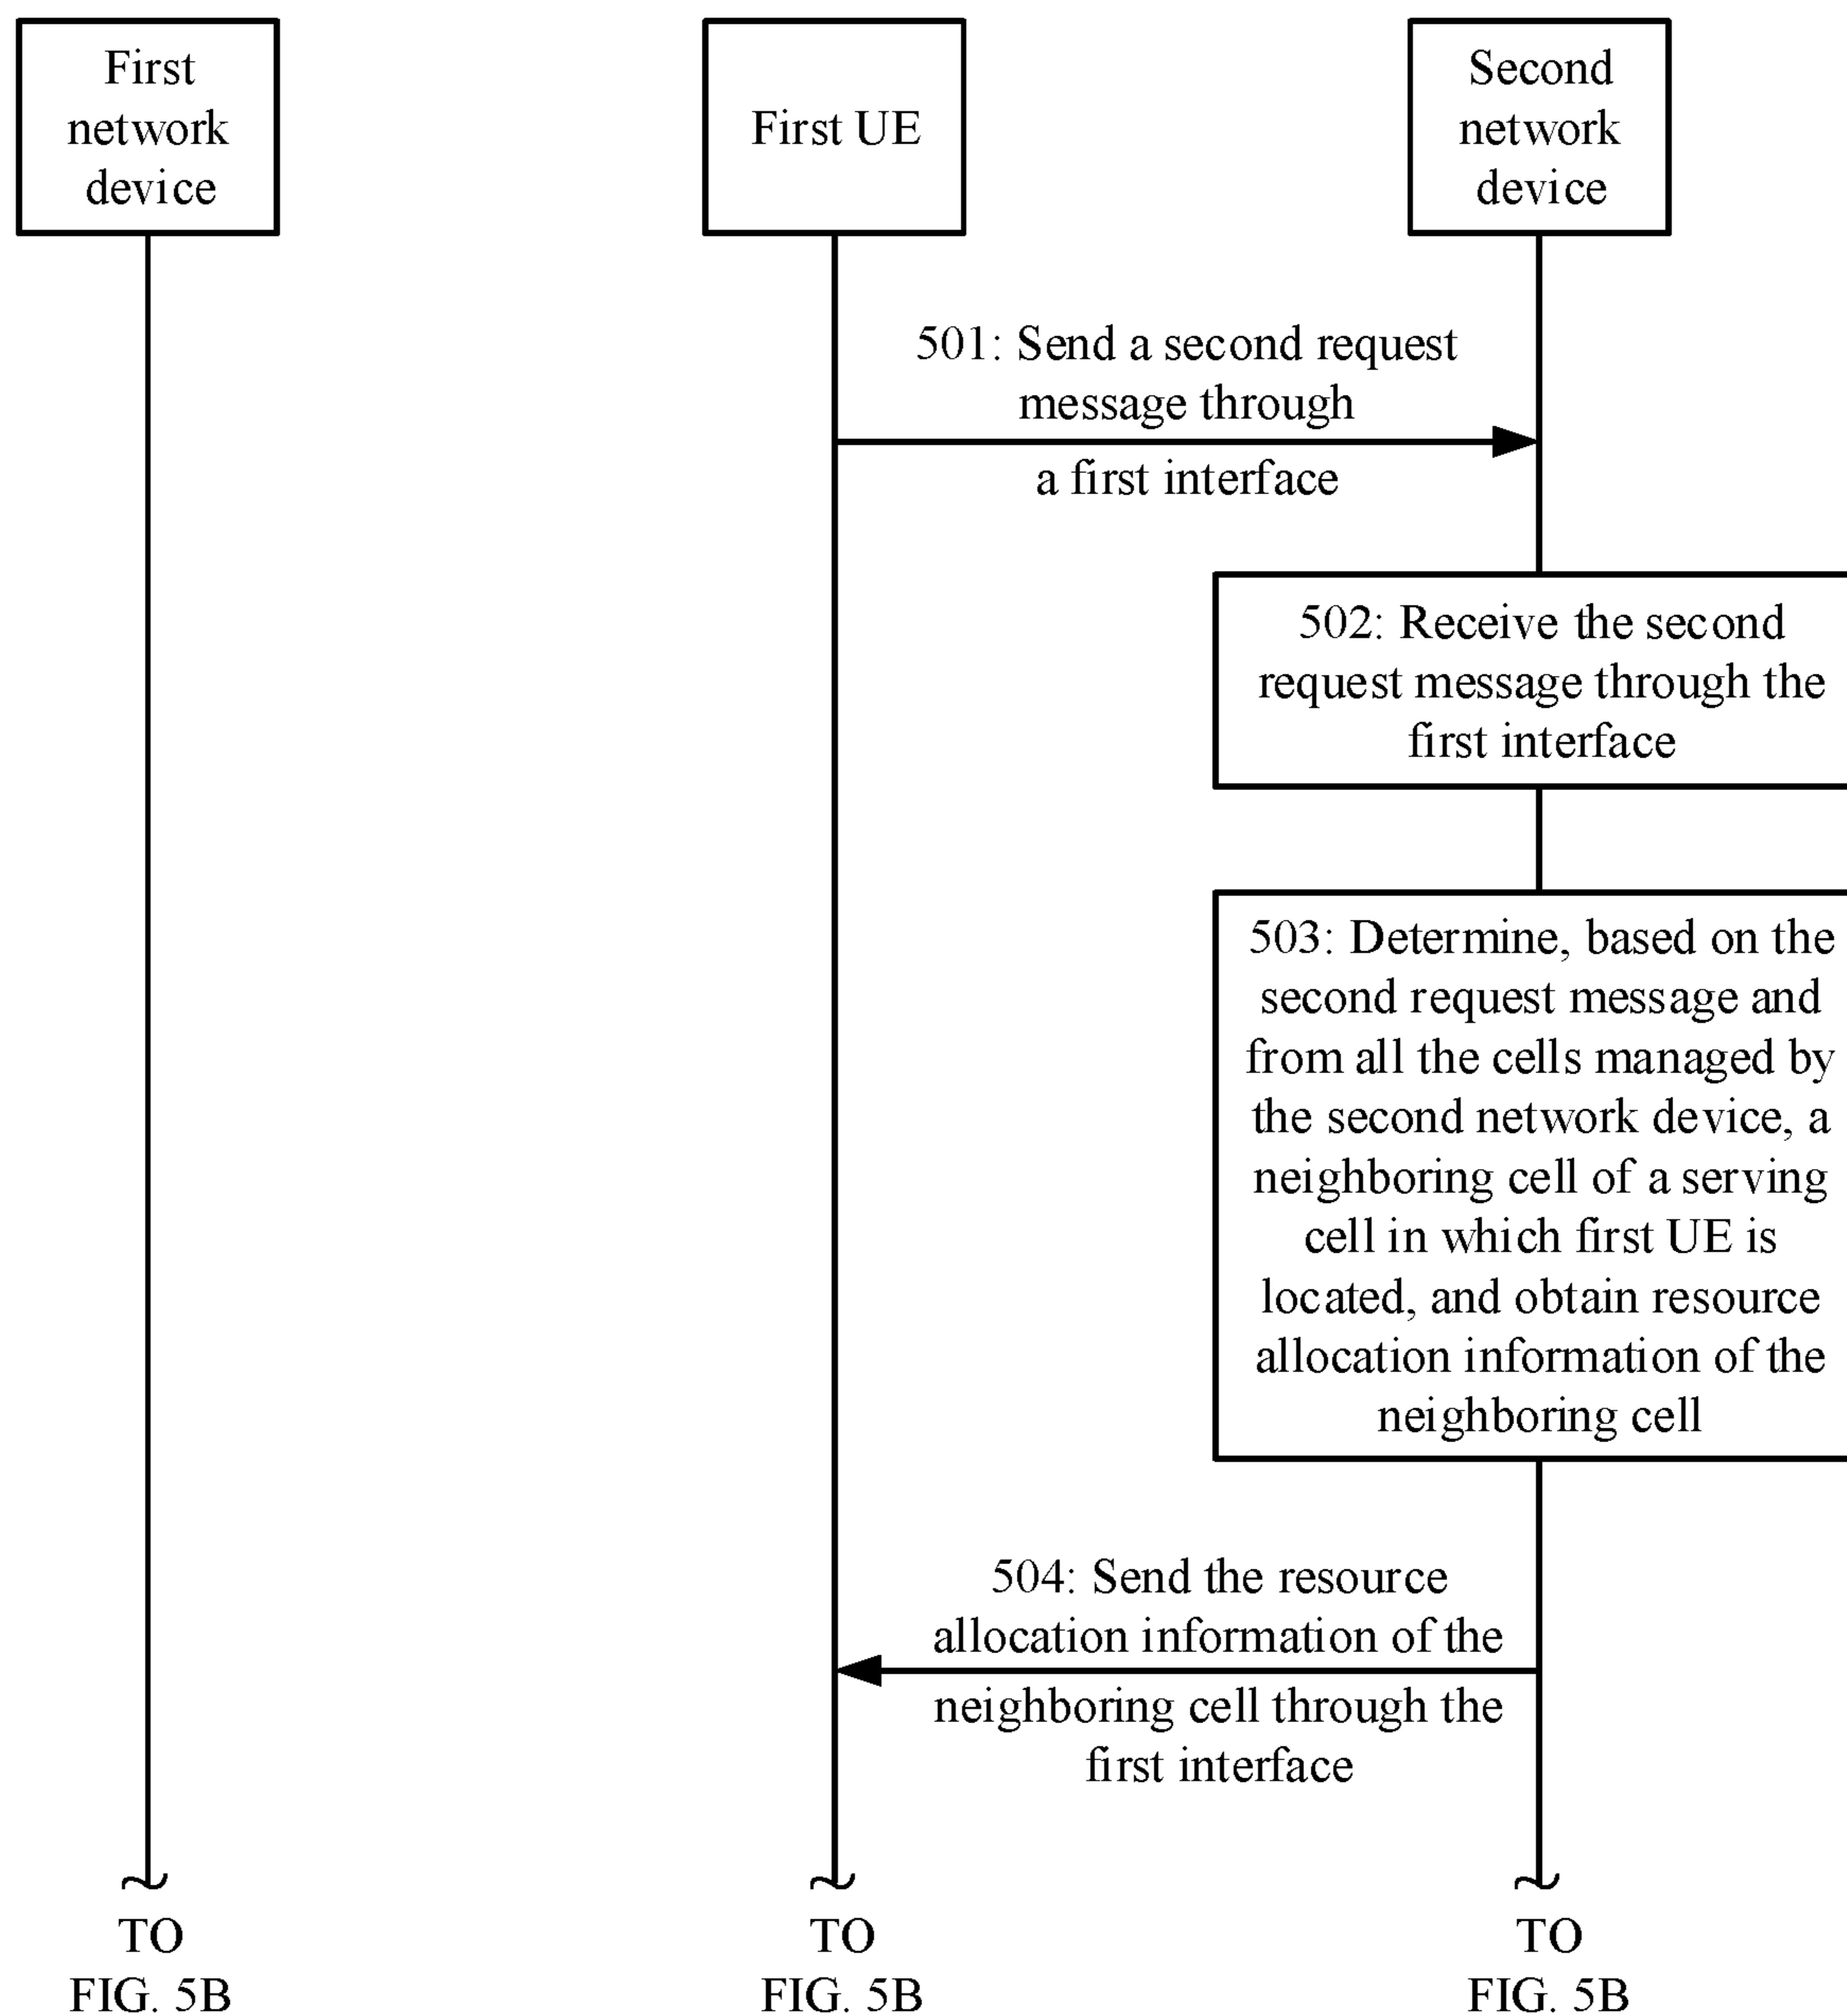 First
network
device
First UE
Second
network
device
501: Send a second request
message through
a first interface
502: Receive the second
request message through the
first interface
503: Determine, based on the
second request message and
from all the cells managed by
the second network device, a
neighboring cell of a serving
cell in which first UE is
located, and obtain resource
allocation information of the
neighboring cell
504: Send the resource
allocation information of the
neighboring cell through the
first interface
TO
FIG. 5B
TO
FIG. 5B
TO
FIG. 5B